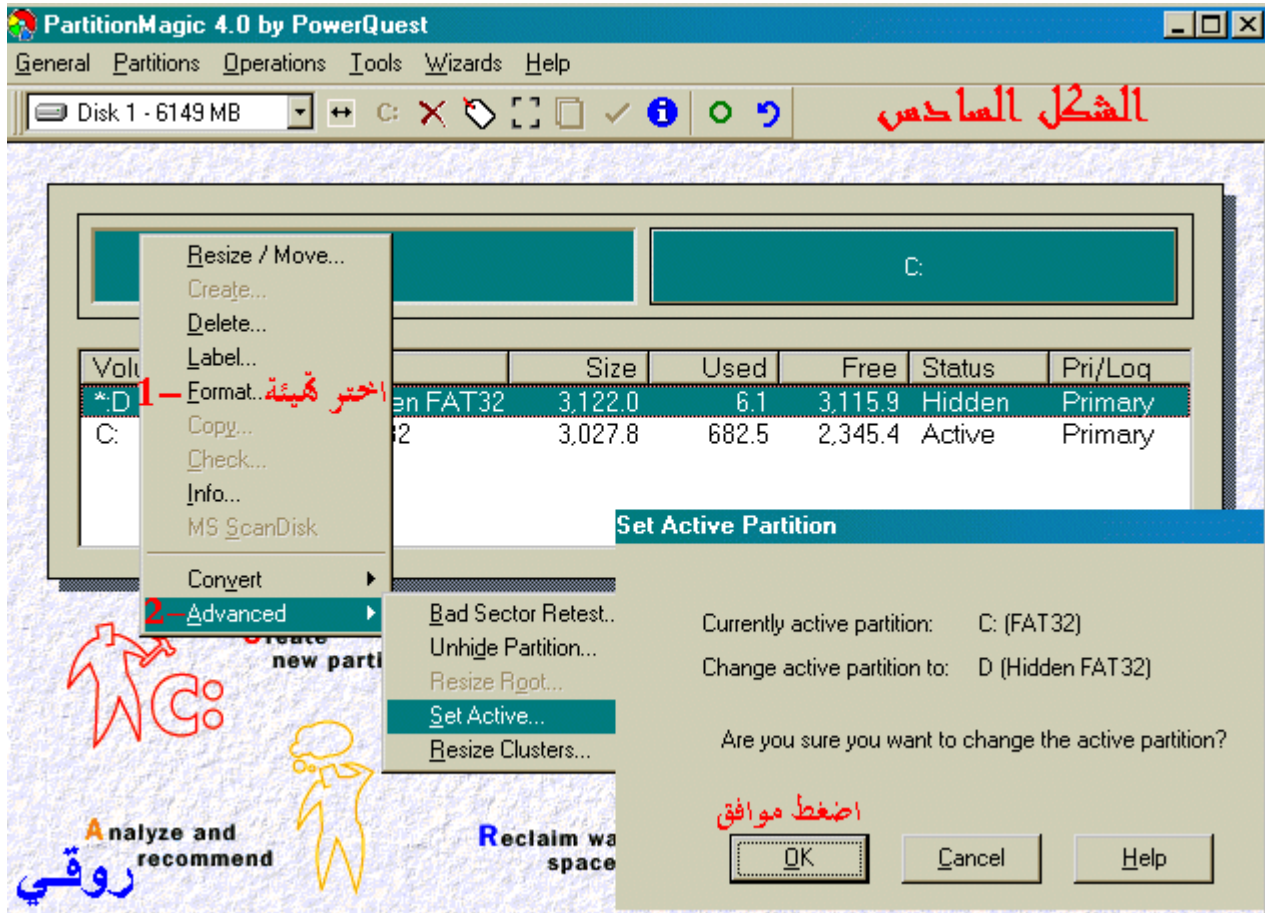 PartitionMagic 4.0 by PowerQuest
General Partitions Operations Tools Wizards Help
Disk 1 - 6149 MB C: الشكل السادس
C:
Resize / Move...
Create...
Delete...
Label...
1- Format... اختر تهيئة
Copy...
Check...
Info...
MS ScanDisk
Convert
2- Advanced
Size Used Free Status Pri/Log
*:D en FAT32 3,122.0 6.1 3,115.9 Hidden Primary
C: 32 3,027.8 682.5 2,345.4 Active Primary
Bad Sector Retest..
Unhide Partition...
Resize Root...
Set Active...
Resize Clusters...
Set Active Partition
Currently active partition: C: (FAT32)
Change active partition to: D (Hidden FAT32)
Are you sure you want to change the active partition?
اضغط موافق
OK Cancel Help
new parti
C:
Analyze and
recommend
Reclaim wa
space
روقي